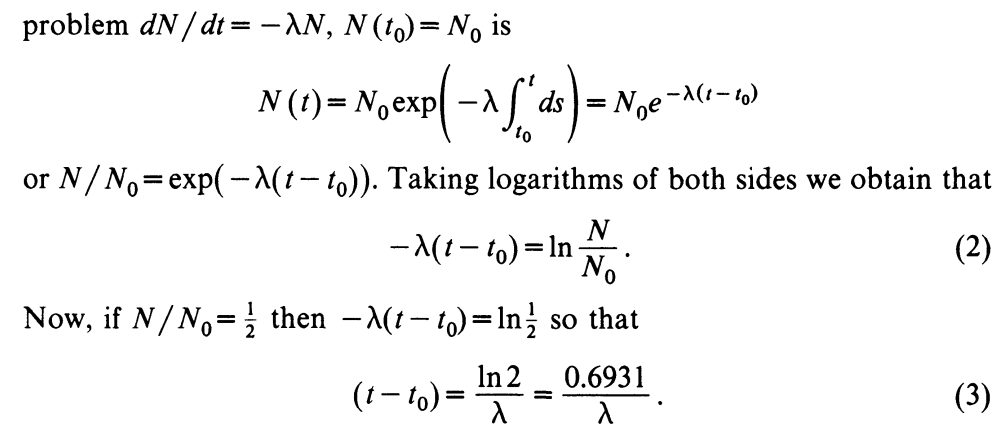 problem dN/dt = −λN, N(t₀) = N₀ is
N(t) = N₀ exp(−λ ∫_{t₀}^{t} ds) = N₀e^{−λ(t−t₀)}
or N/N₀ = exp(−λ(t − t₀)). Taking logarithms of both sides we obtain that
−λ(t − t₀) = ln N/N₀ . (2)
Now, if N/N₀ = ½ then −λ(t − t₀) = ln ½ so that
(t − t₀) = ln 2/λ = 0.6931/λ . (3)